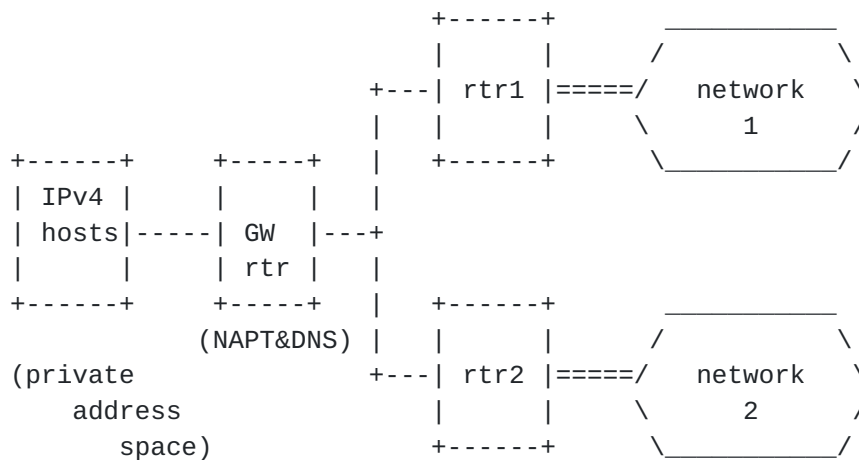 rtr1
network
1
IPv4
hosts
GW
rtr
(NAPT&DNS)
(private
address
space)
rtr2
network
2